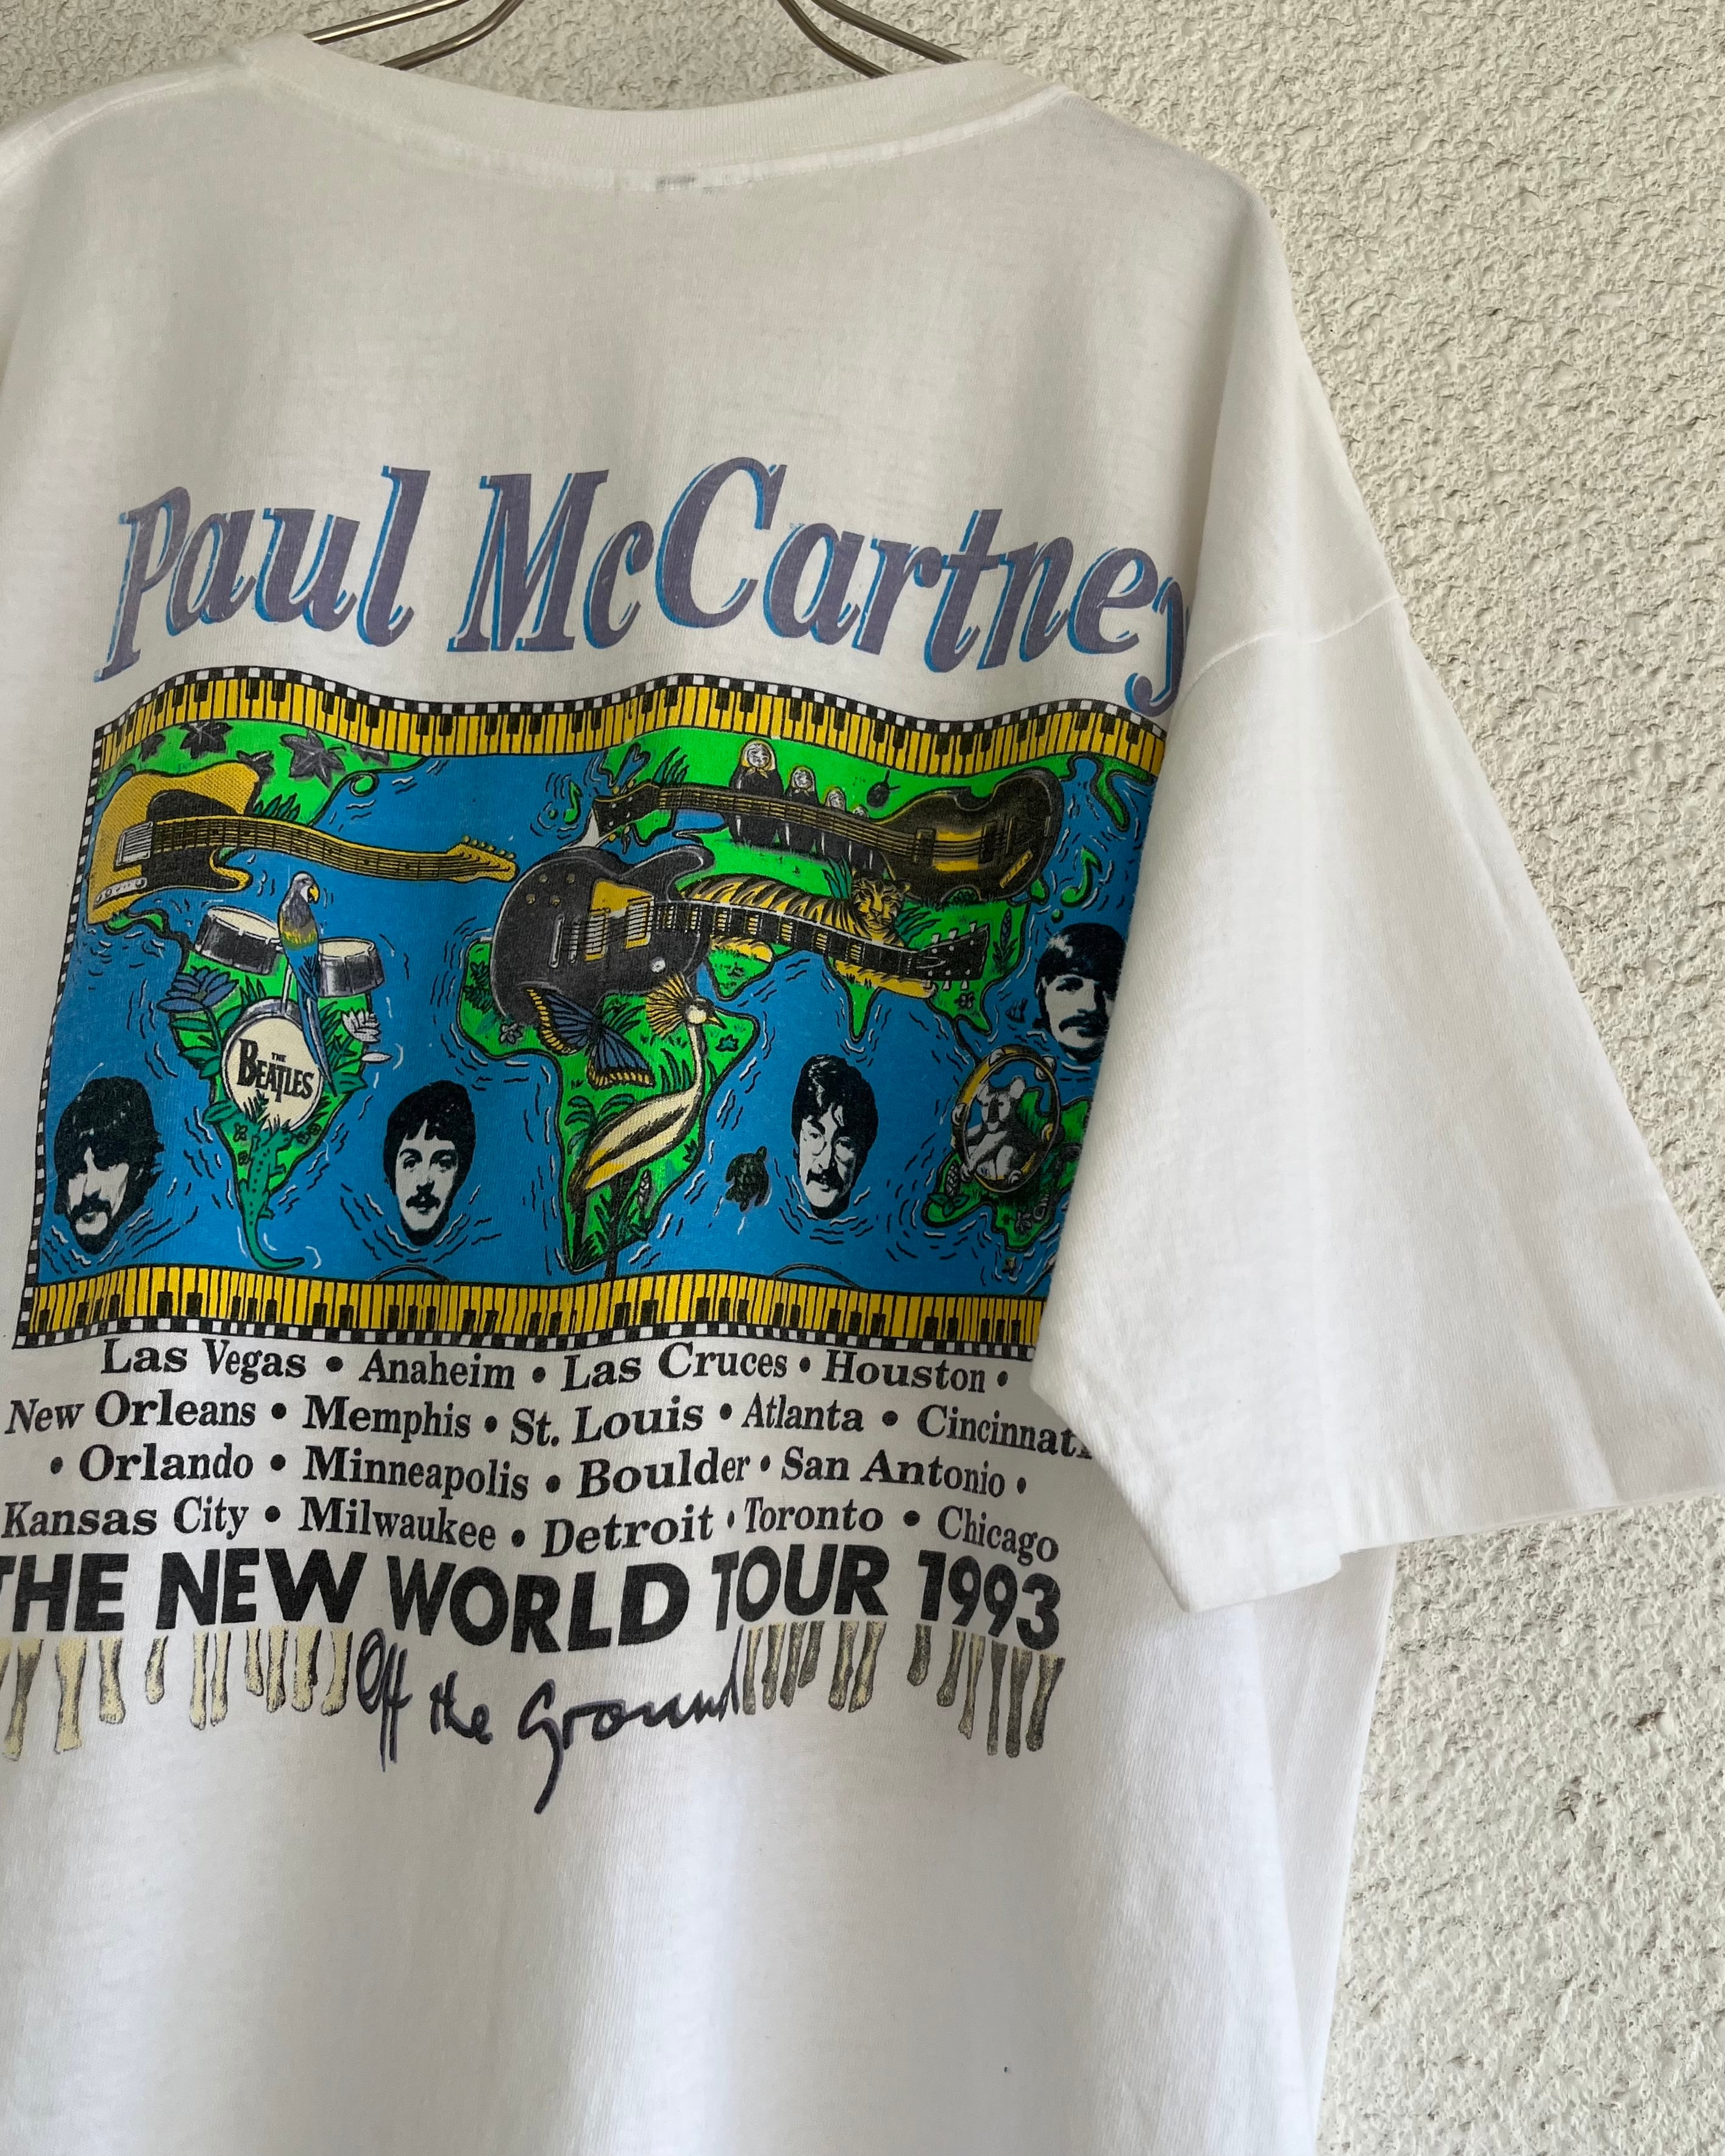 Paul McCartney
THE
BEATLES
Las Vegas • Anaheim • Las Cruces • Houston •
New Orleans • Memphis • St. Louis • Atlanta • Cincinnati
• Orlando • Minneapolis • Boulder • San Antonio •
Kansas City • Milwaukee • Detroit • Toronto • Chicago
THE NEW WORLD TOUR 1993
Off the Ground